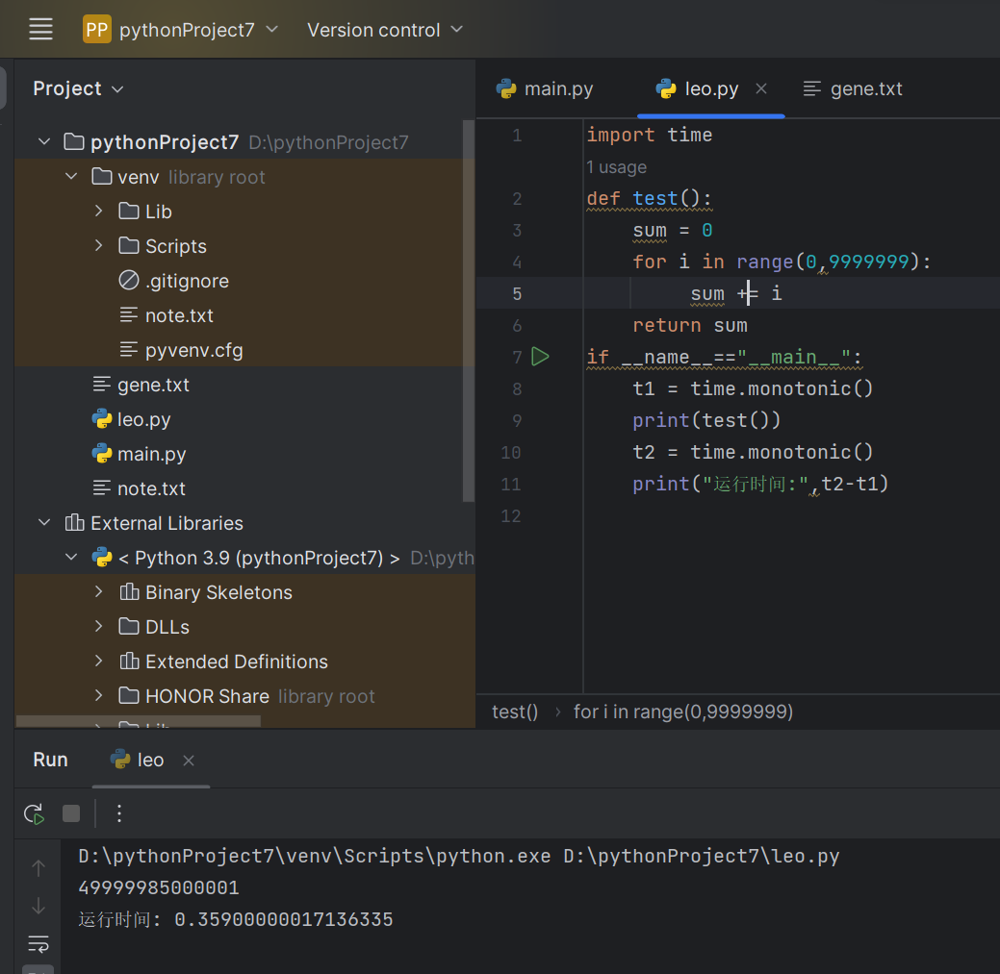 PP pythonProject7 Version control
Project
pythonProject7 D:\pythonProject7
venv library root
Lib
Scripts
.gitignore
note.txt
pyvenv.cfg
gene.txt
leo.py
main.py
note.txt
External Libraries
< Python 3.9 (pythonProject7) > D:\pyth
Binary Skeletons
DLLs
Extended Definitions
HONOR Share library root
Lib
main.py leo.py gene.txt
1 import time
1 usage
2 def test():
3 sum = 0
4 for i in range(0,9999999):
5 sum += i
6 return sum
7 if __name__=="__main__":
8 t1 = time.monotonic()
9 print(test())
10 t2 = time.monotonic()
11 print("运行时间:",t2-t1)
12
test() › for i in range(0,9999999)
Run leo
D:\pythonProject7\venv\Scripts\python.exe D:\pythonProject7\leo.py
49999985000001
运行时间: 0.35900000017136335